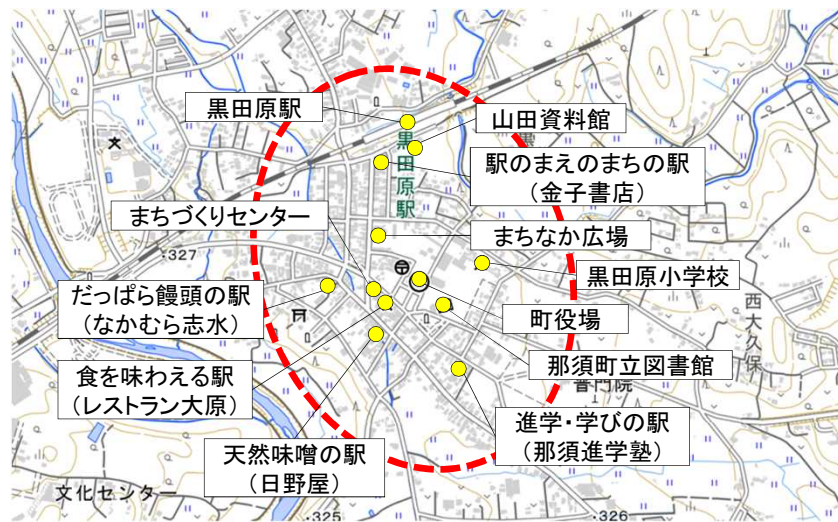 黒田原駅
山田資料館
黒田原駅
駅のまえのまちの駅
(金子書店)
まちづくりセンター
まちなか広場
・327
黒田原小学校
だっぱら饅頭の駅
(なかむら志水)
町役場
西大久保
食を味わえる駅
(レストラン大原)
那須町立図書館
普門院
進学・学びの駅
(那須進学塾)
天然味噌の駅
(日野屋)
文化センター
・325
・326